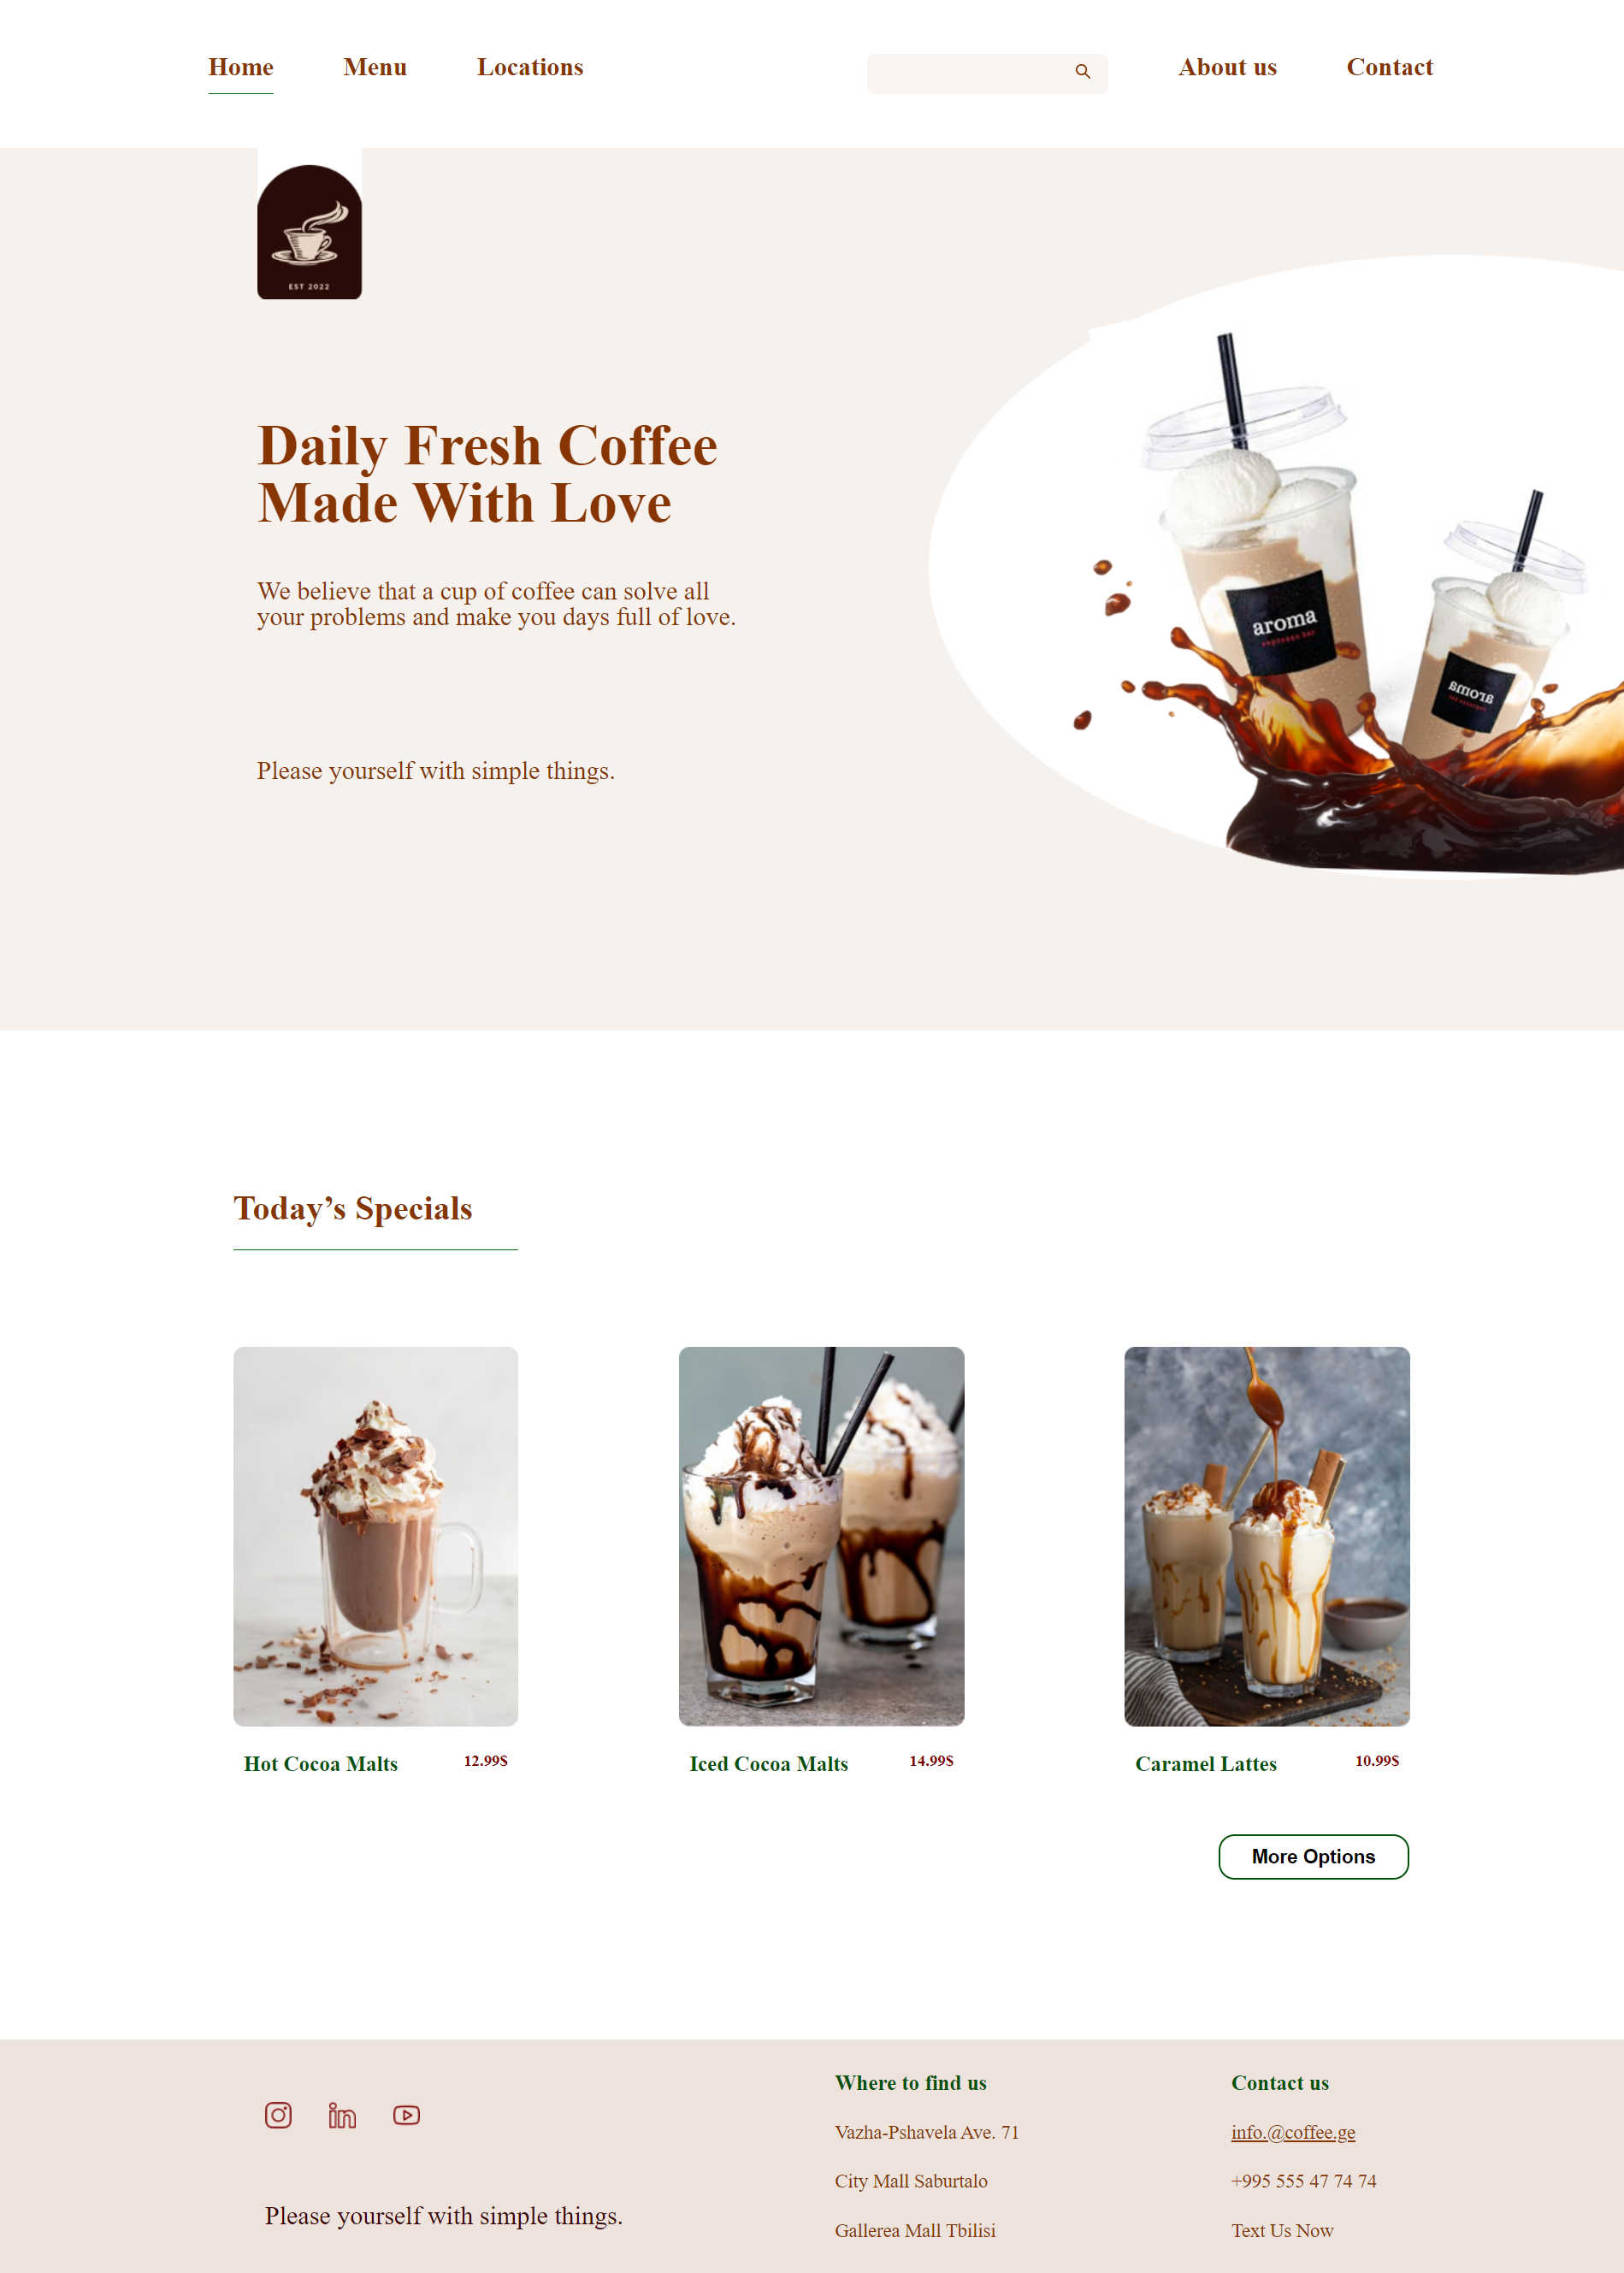 Home Menu Locations About us Contact
EST 2022
Daily Fresh Coffee
Made With Love
We believe that a cup of coffee can solve all
your problems and make you days full of love.
Please yourself with simple things.
aroma
espresso bar
aroma
Today’s Specials
Hot Cocoa Malts 12.99$
Iced Cocoa Malts 14.99$
Caramel Lattes 10.99$
More Options
Please yourself with simple things.
Where to find us
Vazha-Pshavela Ave. 71
City Mall Saburtalo
Gallerea Mall Tbilisi
Contact us
info.@coffee.ge
+995 555 47 74 74
Text Us Now